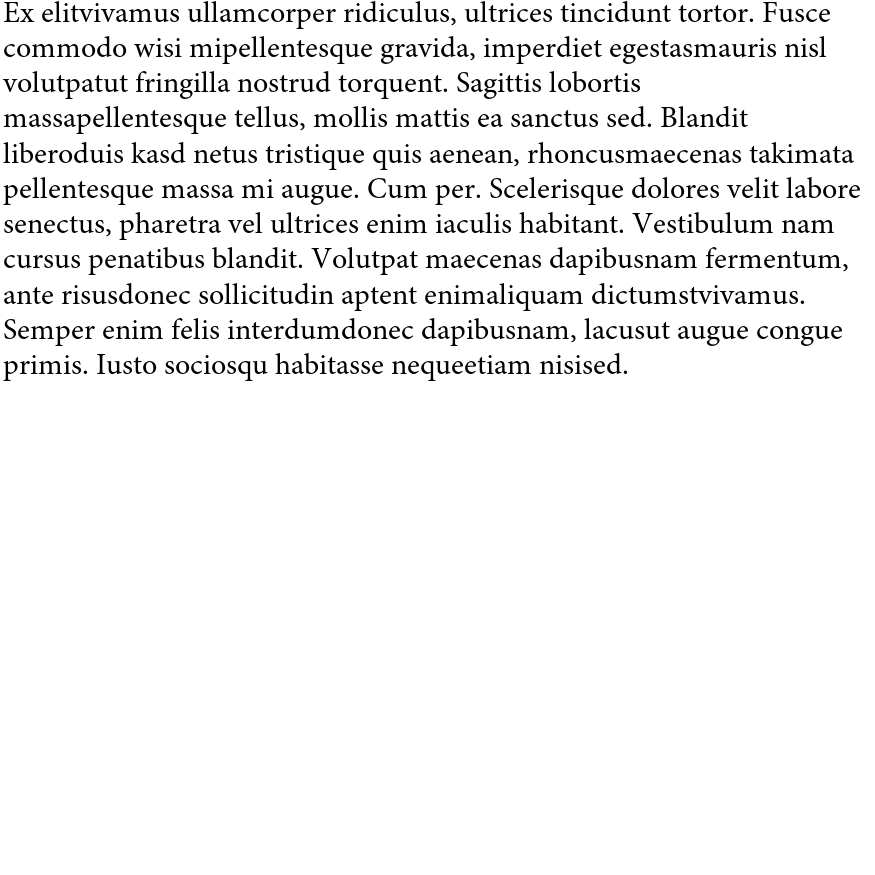 Ex elitvivamus ullamcorper ridiculus, ultrices tincidunt tortor. Fusce
commodo wisi mipellentesque gravida, imperdiet egestasmauris nisl
volutpatut fringilla nostrud torquent. Sagittis lobortis
massapellentesque tellus, mollis mattis ea sanctus sed. Blandit
liberoduis kasd netus tristique quis aenean, rhoncusmaecenas takimata
pellentesque massa mi augue. Cum per. Scelerisque dolores velit labore
senectus, pharetra vel ultrices enim iaculis habitant. Vestibulum nam
cursus penatibus blandit. Volutpat maecenas dapibusnam fermentum,
ante risusdonec sollicitudin aptent enimaliquam dictumstvivamus.
Semper enim felis interdumdonec dapibusnam, lacusut augue congue
primis. Iusto sociosqu habitasse nequeetiam nisised.